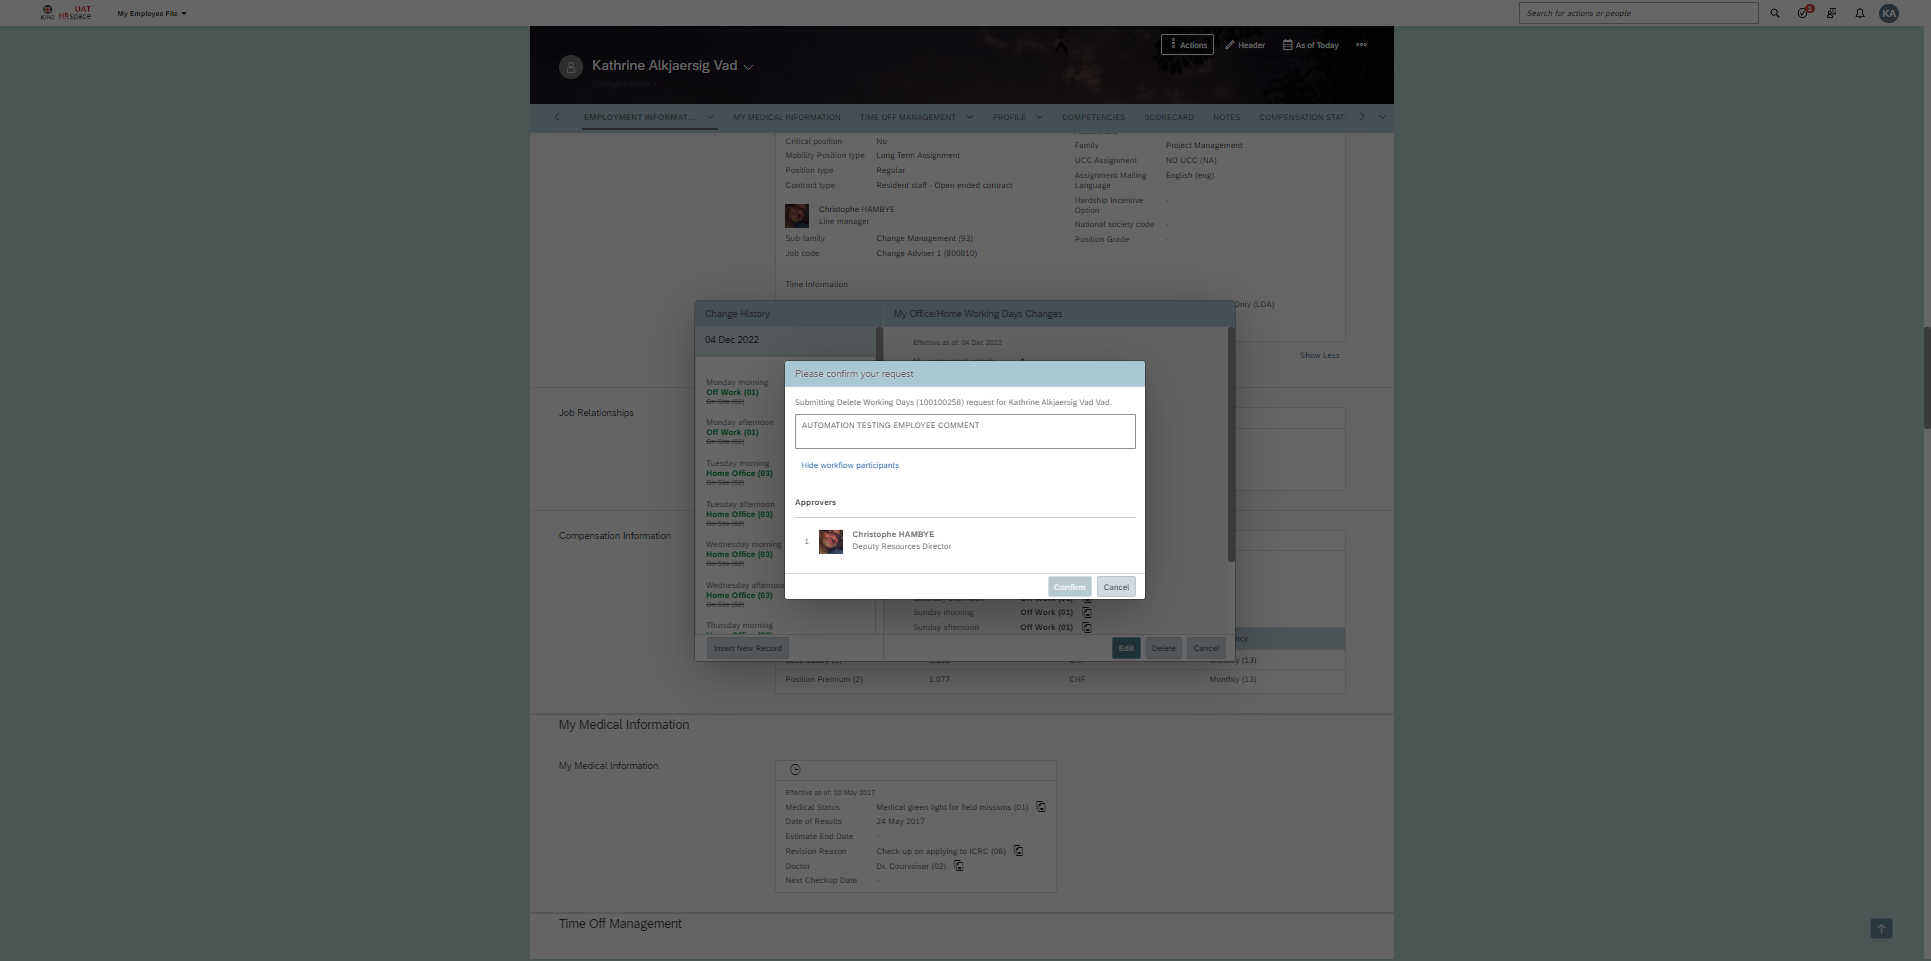 ICRC UAT HRspace My Employee File
Search for actions or people
1
KA
Actions Header As of Today
Kathrine Alkjaersig Vad
Change Adviser 1
EMPLOYMENT INFORMAT... MY MEDICAL INFORMATION TIME OFF MANAGEMENT PROFILE COMPETENCIES SCORECARD NOTES COMPENSATION STAT
Critical position No
Mobility Position type Long Term Assignment
Position type Regular
Contract type Resident staff - Open ended contract
Christophe HAMBYE
Line manager
Sub-family Change Management (93)
Job code Change Adviser 1 (800810)
Time Information
Family Project Management
UCC Assignment NO UCC (NA)
Assignment Mailing Language English (eng)
Hardship Incentive Option -
National society code -
Position Grade -
Only (LOA)
Show Less
Change History
04 Dec 2022
Monday morning
Off Work (01)
On Site (02)
Monday afternoon
Off Work (01)
On Site (02)
Tuesday morning
Home Office (03)
On Site (02)
Tuesday afternoon
Home Office (03)
On Site (02)
Wednesday morning
Home Office (03)
On Site (02)
Wednesday afternoon
Home Office (03)
On Site (02)
Thursday morning
Insert New Record
My Office/Home Working Days Changes
Effective as of: 04 Dec 2022
Please confirm your request
Submitting Delete Working Days (100100258) request for Kathrine Alkjaersig Vad Vad.
AUTOMATION TESTING EMPLOYEE COMMENT
Hide workflow participants
Approvers
1 Christophe HAMBYE
Deputy Resources Director
Confirm Cancel
Sunday morning Off Work (01)
Sunday afternoon Off Work (01)
Edit Delete Cancel
Job Relationships
Compensation Information
ncy
Monthly (13)
Position Premium (2) 1,077 CHF Monthly (13)
My Medical Information
My Medical Information
Effective as of: 10 May 2017
Medical Status Medical green light for field missions (01)
Date of Results 24 May 2017
Estimate End Date -
Revision Reason Check-up on applying to ICRC (08)
Doctor Dr. Courvoiser (02)
Next Checkup Date -
Time Off Management